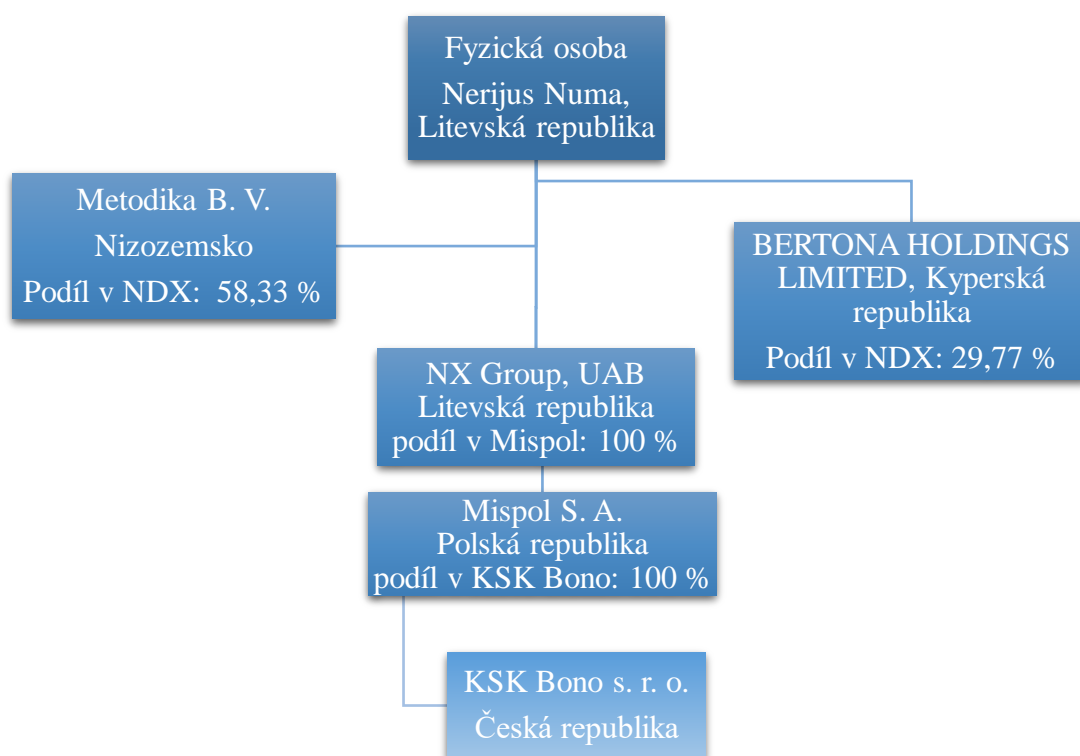 Fyzická osoba
Nerijus Numa,
Litevská republika
Metodika B. V.
Nizozemsko
Podíl v NDX: 58,33 %
BERTONA HOLDINGS
LIMITED, Kyperská
republika
Podíl v NDX: 29,77 %
NX Group, UAB
Litevská republika
podíl v Mispol: 100 %
Mispol S. A.
Polská republika
podíl v KSK Bono: 100 %
KSK Bono s. r. o.
Česká republika